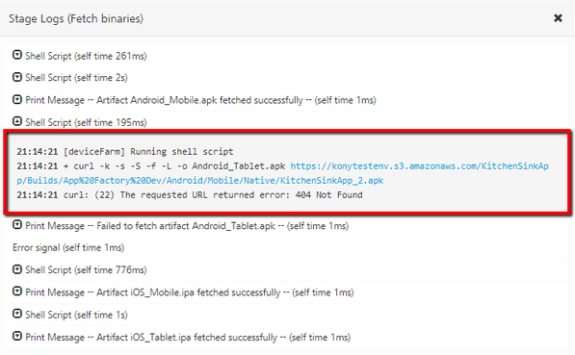 Stage Logs (Fetch binaries)
Shell Script (self time 261ms)
Shell Script (self time 2s)
Print Message -- Artifact Android_Mobile.apk fetched successfully -- (self time 1ms)
Shell Script (self time 195ms)
21:14:21 [deviceFarm] Running shell script
21:14:21 + curl -k -s -S -f -L -o Android_Tablet.apk https://konytestenv.s3.amazonaws.com/KitchenSinkAp
p/Builds/App%20Factory%20Dev/Android/Mobile/Native/KitchenSinkApp_2.apk
21:14:21 curl: (22) The requested URL returned error: 404 Not Found
Print Message -- Failed to fetch artifact Android_Tablet.apk -- (self time 1ms)
Error signal (self time 1ms)
Shell Script (self time 776ms)
Print Message -- Artifact iOS_Mobile.ipa fetched successfully -- (self time 1ms)
Shell Script (self time 1s)
Print Message -- Artifact iOS_Tablet.ipa fetched successfully -- (self time 1ms)